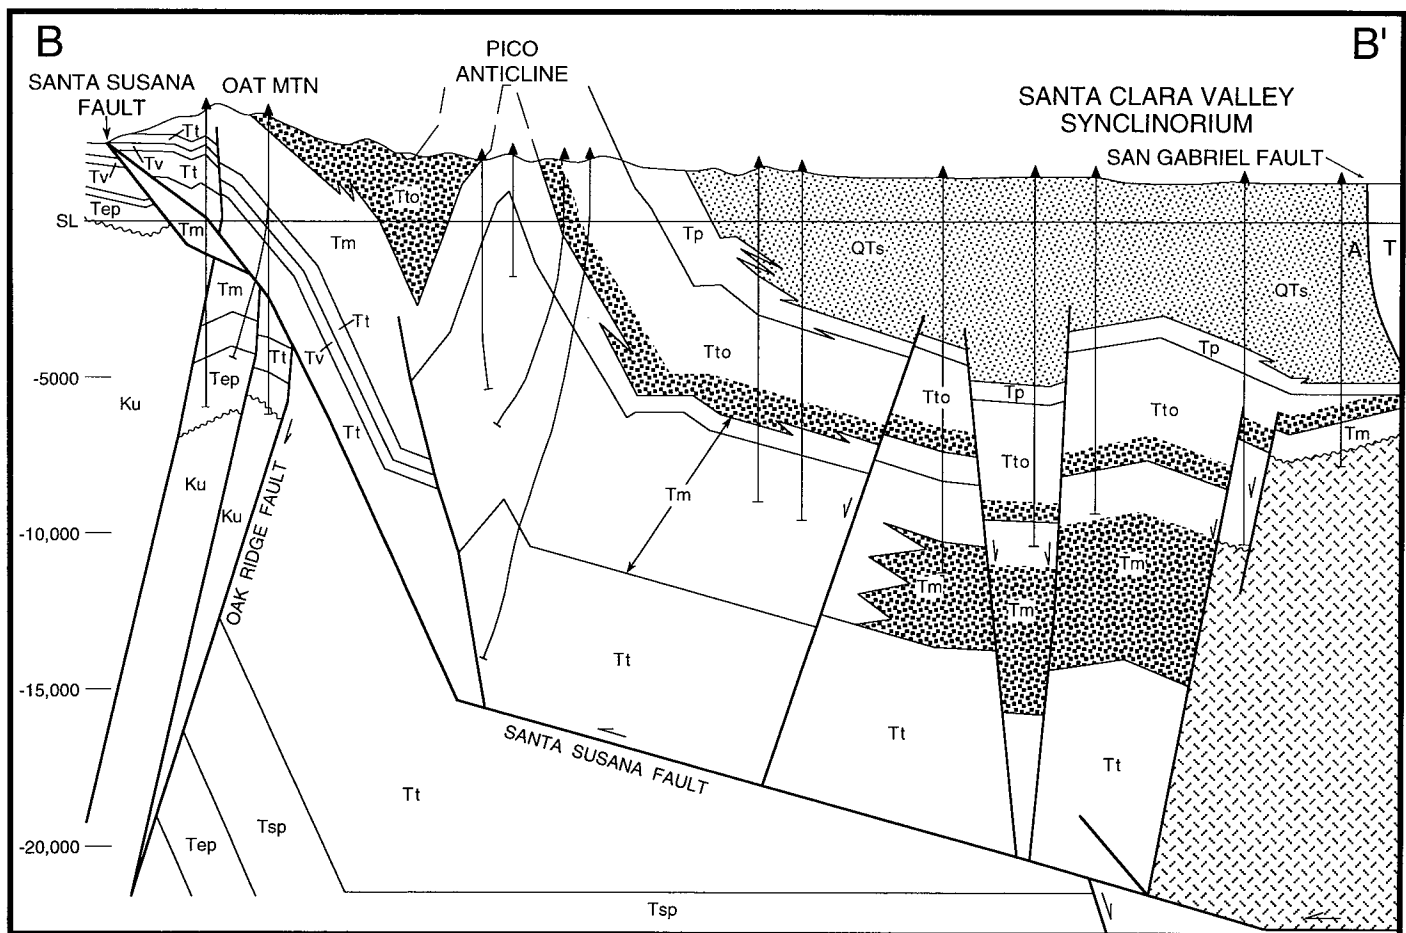 B
B'
PICO
ANTICLINE
SANTA SUSANA
FAULT
OAT MTN
SANTA CLARA VALLEY
SYNCLINORIUM
SAN GABRIEL FAULT
Tt
Tv
Tv
Tt
Tto
Tep
SL
Tm
Tm
Tp
QTs
A
T
QTs
Tm
Tt
Tv
Tt
Tto
Tp
-5000
Tep
Ku
Tto
Tp
Tto
Tm
Tt
Tto
Ku
Tm
Ku
-10,000
OAK RIDGE FAULT
Tm
Tm
Tm
Tt
-15,000
SANTA SUSANA FAULT
Tt
Tt
Tt
Tsp
Tep
-20,000
Tsp